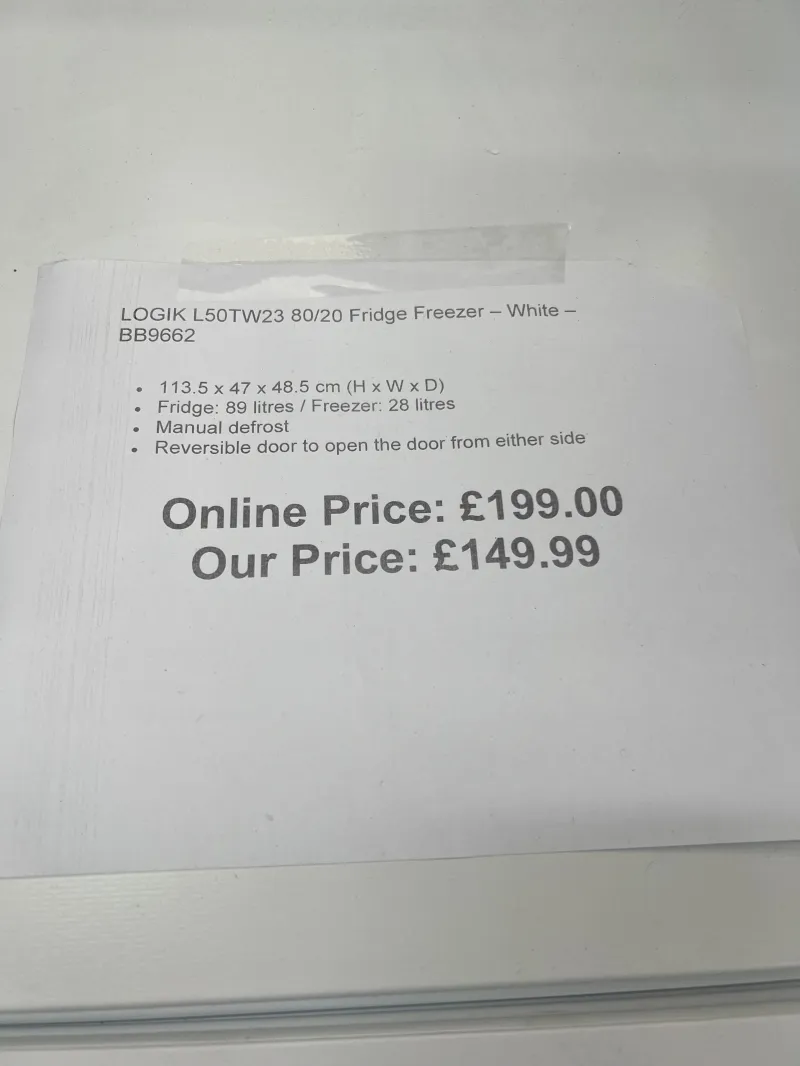 LOGIK L50TW23 80/20 Fridge Freezer – White –
BB9662
• 113.5 x 47 x 48.5 cm (H x W x D)
• Fridge: 89 litres / Freezer: 28 litres
• Manual defrost
• Reversible door to open the door from either side
Online Price: £199.00
Our Price: £149.99